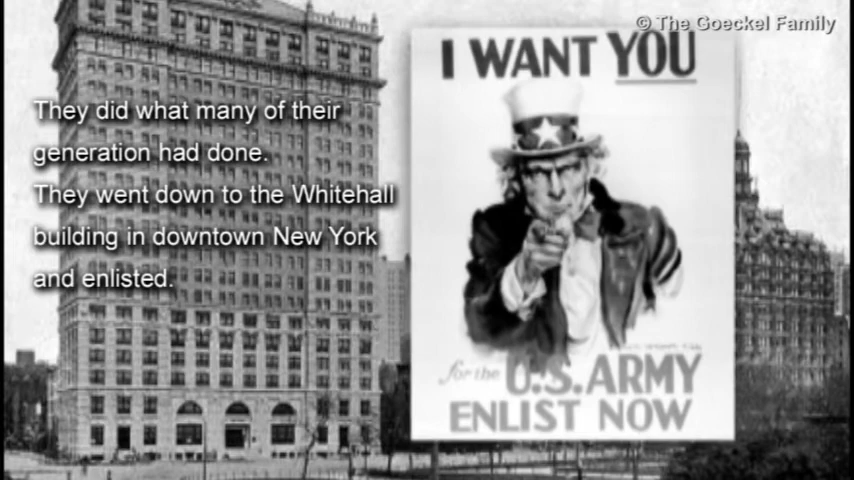 © The Goeckel Family
I WANT YOU
They did what many of their
generation had done.
They went down to the Whitehall
building in downtown New York
and enlisted.
for the U.S. ARMY
ENLIST NOW